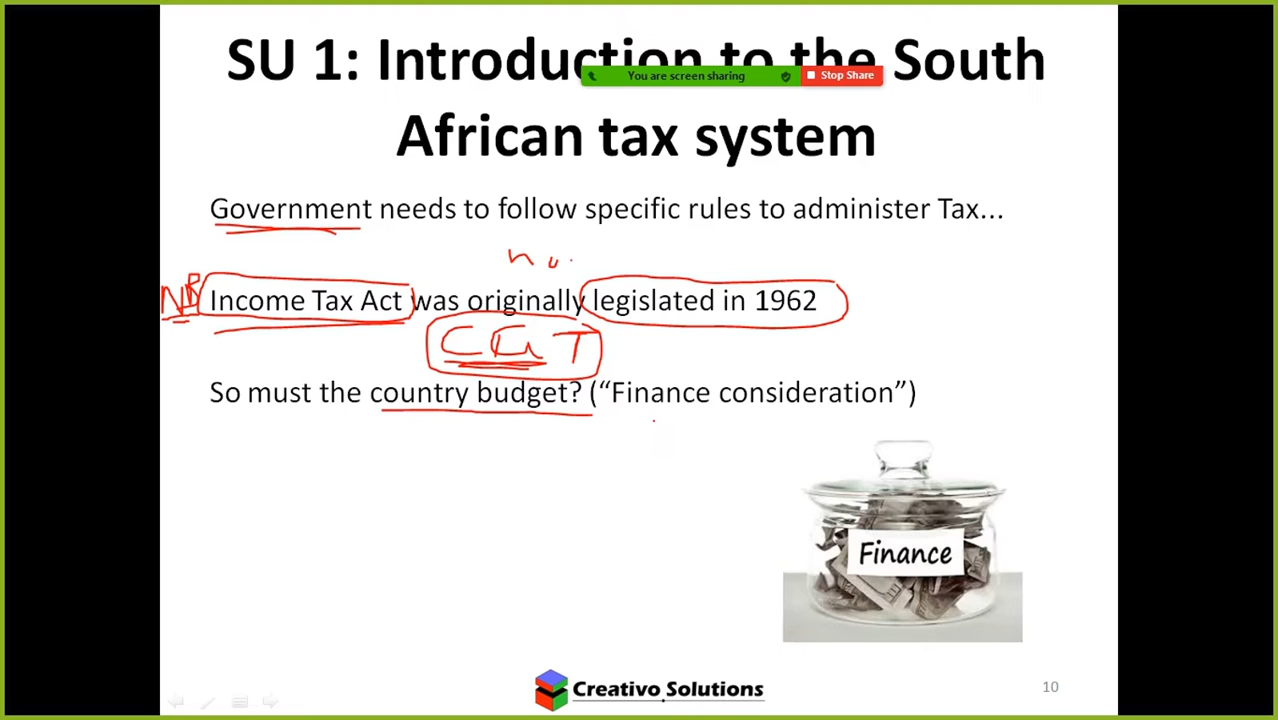 SU 1: Introduction to the South
You are screen sharing
Stop Share
African tax system
Government needs to follow specific rules to administer Tax...
Income Tax Act was originally legislated in 1962
CGT
So must the country budget? (“Finance consideration”)
Finance
Creativo Solutions
10